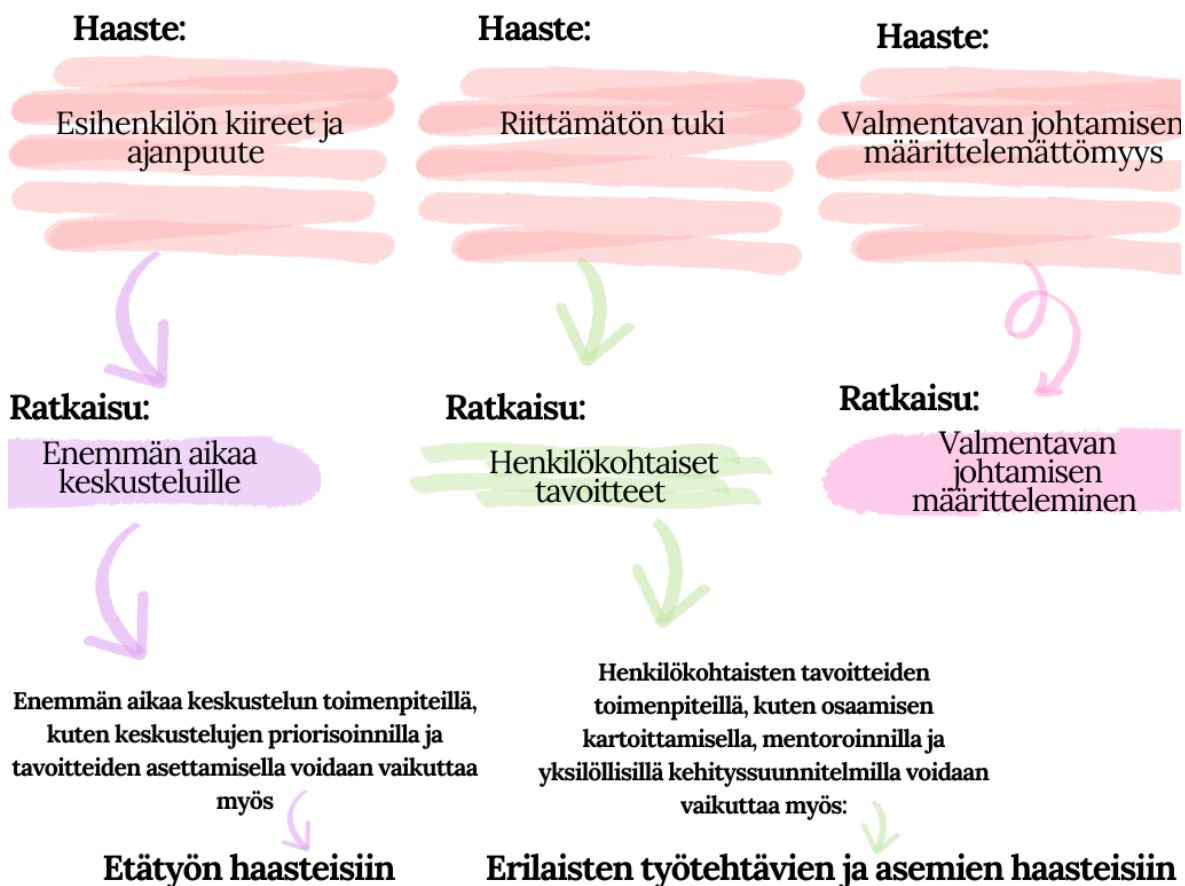 Haaste:
Esihenkilön kiireet ja
ajanpuute
Ratkaisu:
Enemmän aikaa
keskusteluille
Enemmän aikaa keskustelun toimenpiteillä,
kuten keskustelujen priorisoinnilla ja
tavoitteiden asettamisella voidaan vaikuttaa
myös
Etätyön haasteisiin
Haaste:
Riittämätön tuki
Ratkaisu:
Henkilökohtaiset
tavoitteet
Henkilökohtaisten tavoitteiden
toimenpiteillä, kuten osaamisen
kartoittamisella, mentoroinnilla ja
yksilöllisillä kehityssuunnitelmilla voidaan
vaikuttaa myös:
Erilaisten työtehtävien ja asemien haasteisiin
Haaste:
Valmentavan johtamisen
määrittelemättömyys
Ratkaisu:
Valmentavan
johtamisen
määritteleminen